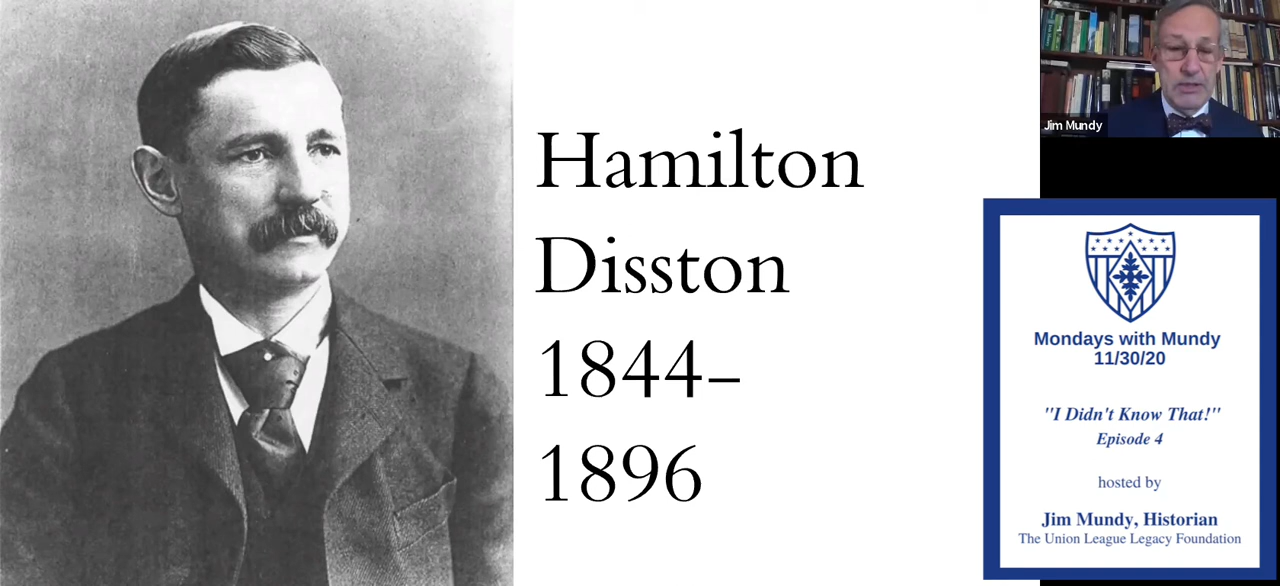 Hamilton
Disston
1844–
1896
Jim Mundy
Mondays with Mundy
11/30/20
"I Didn't Know That!"
Episode 4
hosted by
Jim Mundy, Historian
The Union League Legacy Foundation